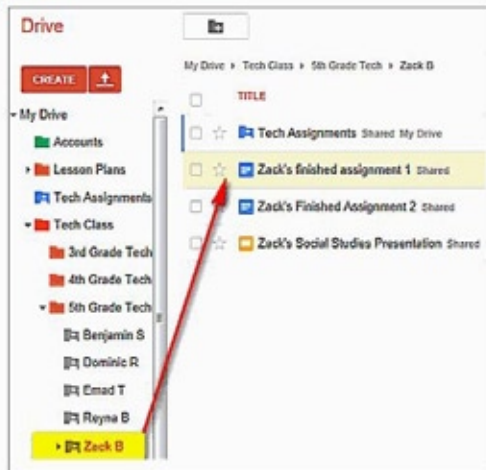 Drive
CREATE
My Drive
Accounts
Lesson Plans
Tech Assignments
Tech Class
3rd Grade Tech
4th Grade Tech
5th Grade Tech
Benjamin S
Dominic R
Emad T
Reyna B
Zack B
My Drive Tech Class 5th Grade Tech Zack B
TITLE
Tech Assignments Shared My Drive
Zack's finished assignment 1 Shared
Zack's Finished Assignment 2 Shared
Zack's Social Studies Presentation Shared